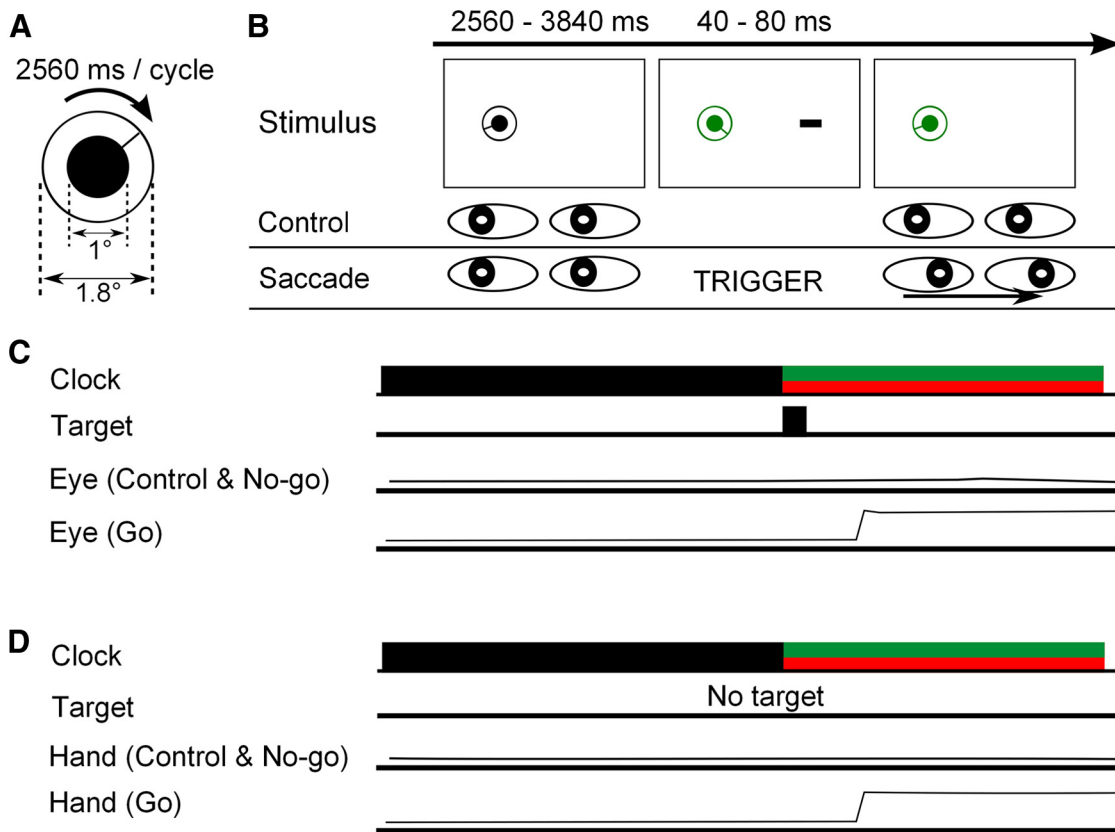 A
2560 ms / cycle
1°
1.8°
B
2560 - 3840 ms 40 - 80 ms
Stimulus
Control
Saccade TRIGGER
C
Clock
Target
Eye (Control & No-go)
Eye (Go)
D
Clock
Target No target
Hand (Control & No-go)
Hand (Go)